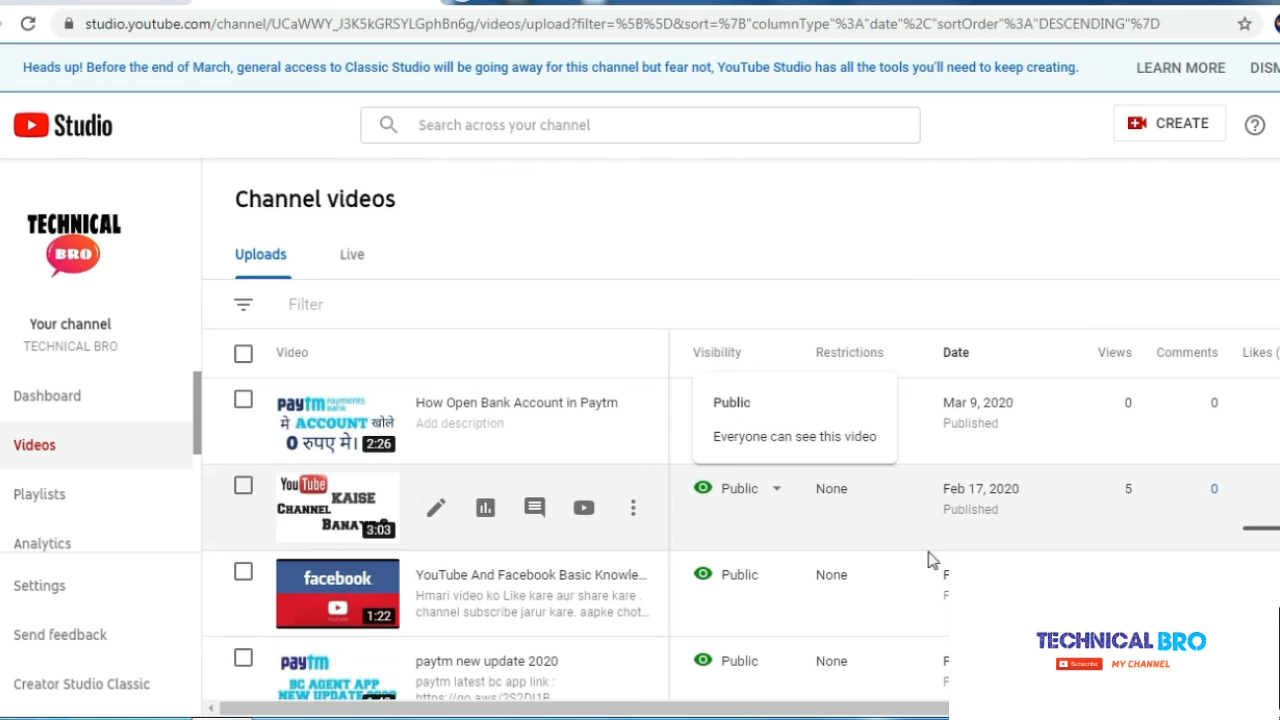 studio.youtube.com/channel/UCaWWY_J3K5kGRSYLGphBn6g/videos/upload?filter=%5B%5D&sort=%7B"columnType"%3A"date"%2C"sortOrder"%3A"DESCENDING"%7D
Heads up! Before the end of March, general access to Classic Studio will be going away for this channel but fear not, YouTube Studio has all the tools you'll need to keep creating. LEARN MORE DISM
Studio
Search across your channel
CREATE
TECHNICAL
BRO
Your channel
TECHNICAL BRO
Dashboard
Videos
Playlists
Analytics
Settings
Send feedback
Creator Studio Classic
Channel videos
Uploads Live
Filter
Video Visibility Restrictions Date Views Comments Likes (
paytm payments Bank
मे ACCOUNT खोले
0 रुपए मे।
2:26
How Open Bank Account in Paytm
Add description
Public
Everyone can see this video
Mar 9, 2020
Published
0 0
YouTube
KAISE
CHANNEL
3:03
Public None
Feb 17, 2020
Published
5 0
facebook
YouTube
1:22
YouTube And Facebook Basic Knowle...
Hmari video ko Like kare aur share kare .
channel subscribe jarur kare. aapke chot...
Public None
paytm
BC AGENT APP
paytm new update 2020
paytm latest bc app link :
Public None
TECHNICAL BRO
Subscribe MY CHANNEL